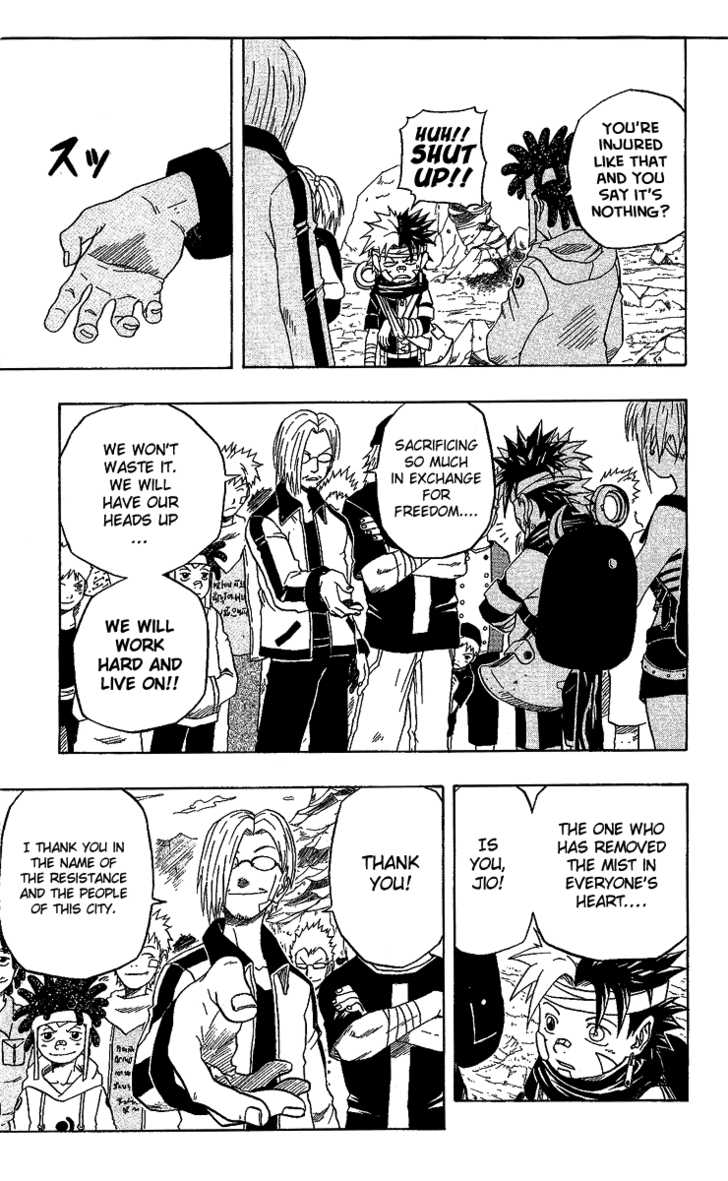 YOU'RE
INJURED
LIKE THAT
AND YOU
SAY IT'S
NOTHING?
HUH!!
SHUT
UP!!
スッ
SACRIFICING
SO MUCH
IN EXCHANGE
FOR
FREEDOM....
WE WON'T
WASTE IT.
WE WILL
HAVE OUR
HEADS UP
...
WE WILL
WORK
HARD AND
LIVE ON!!
THE ONE WHO
HAS REMOVED
THE MIST IN
EVERYONE'S
HEART....
IS
YOU,
JIO!
THANK
YOU!
I THANK YOU IN
THE NAME OF
THE RESISTANCE
AND THE PEOPLE
OF THIS CITY.